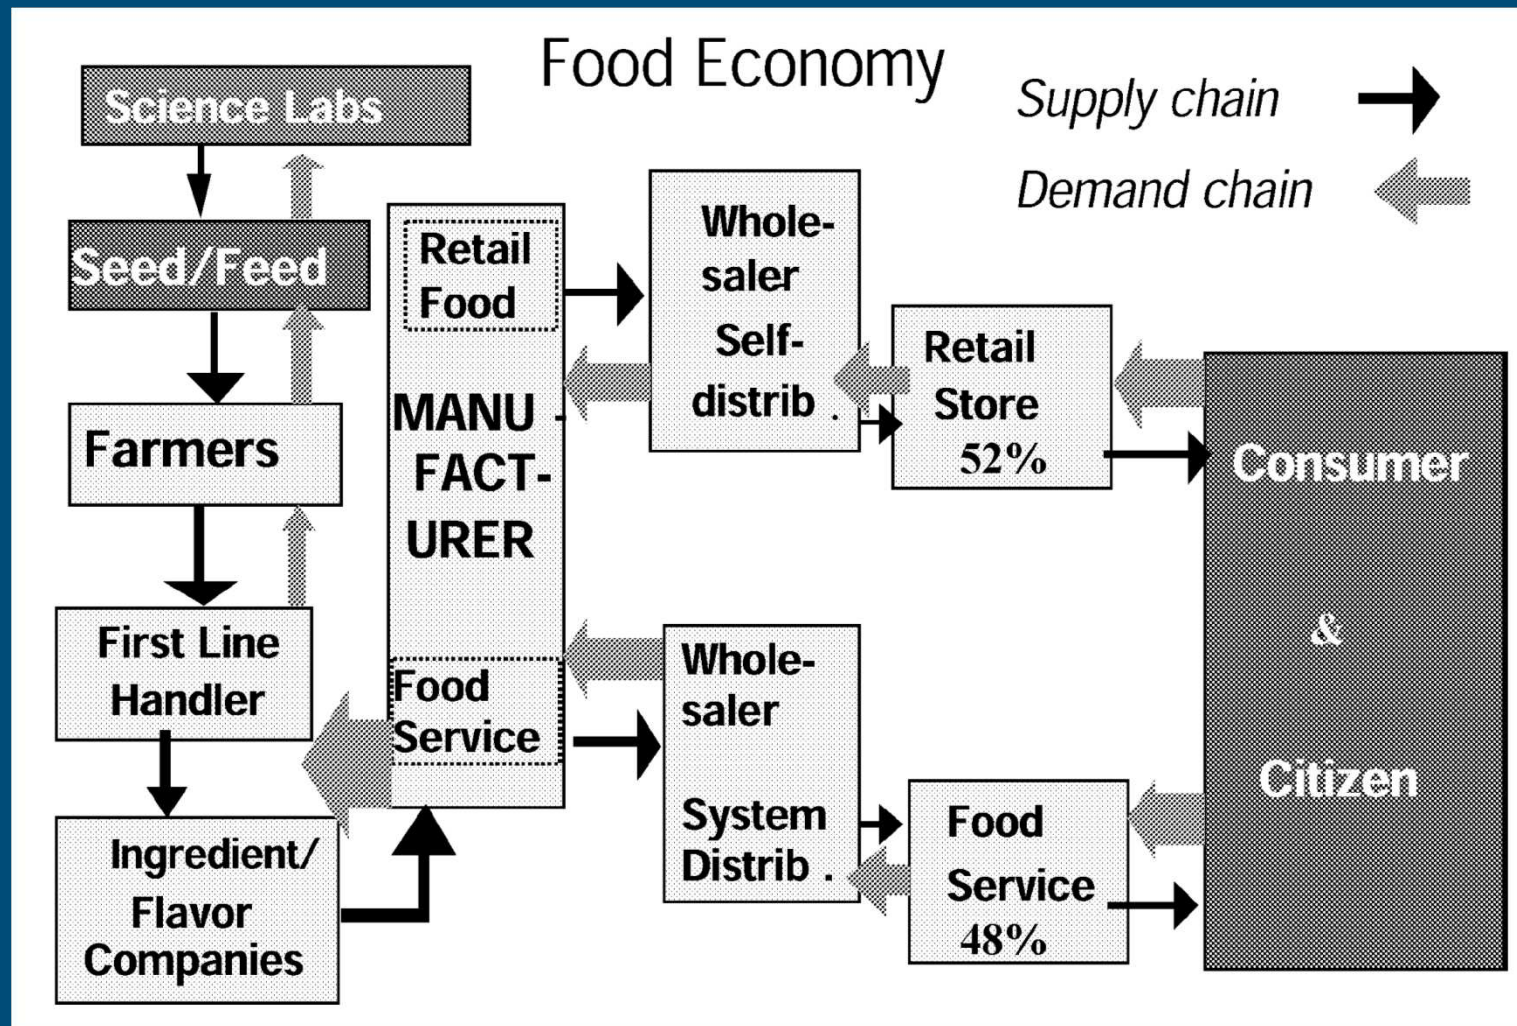 Food Economy
Supply chain
Demand chain
Science Labs
Seed/Feed
Farmers
First Line
Handler
Ingredient/
Flavor
Companies
Retail
Food
MANU -
FACT-
URER
Food
Service
Whole-
saler
Self-
distrib .
Retail
Store
52%
Whole-
saler
System
Distrib .
Food
Service
48%
Consumer
&
Citizen